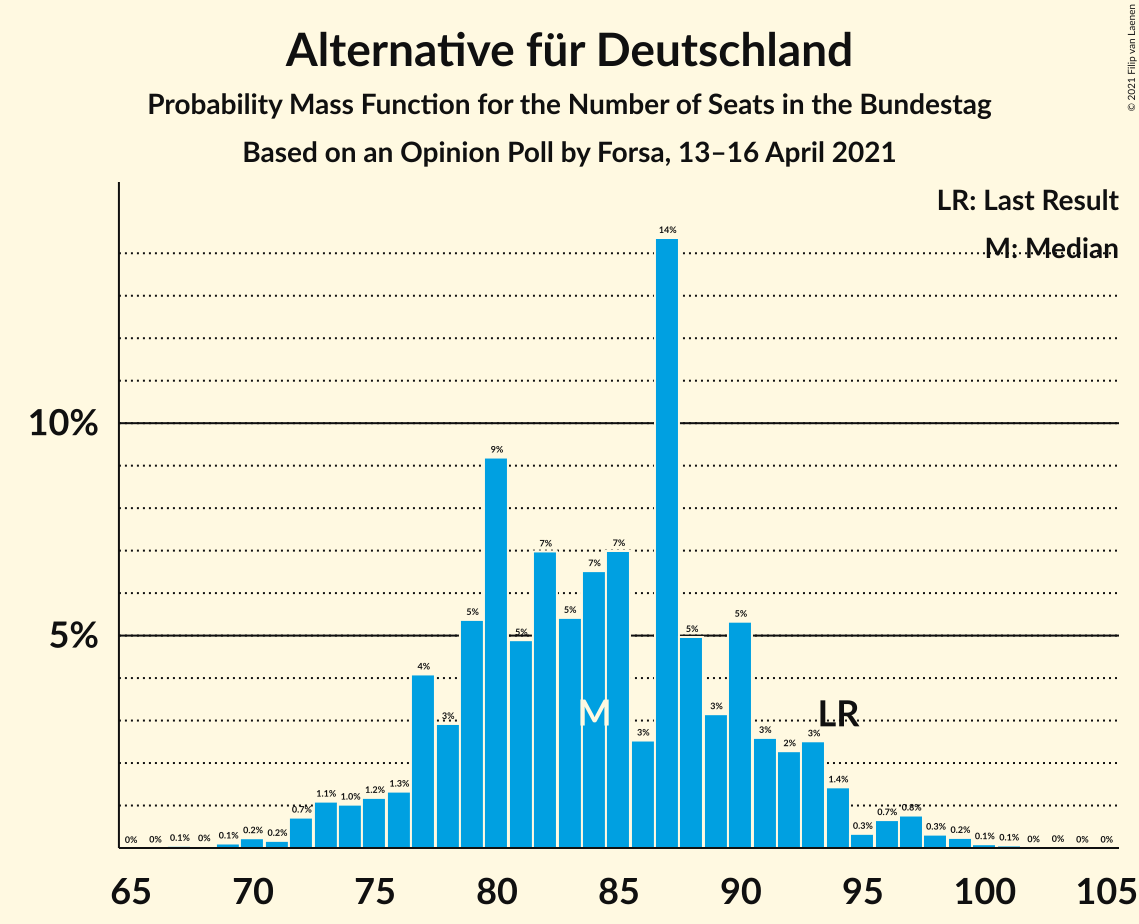 Alternative für Deutschland
Probability Mass Function for the Number of Seats in the Bundestag
Based on an Opinion Poll by Forsa, 13–16 April 2021
© 2021 Filip van Laenen
LR: Last Result
M: Median
10%
5%
0% 0% 0.1% 0% 0.1% 0.2% 0.2% 0.7% 1.1% 1.0% 1.2% 1.3% 4% 3% 5% 9% 5% 7% 5% 7% 7% 3% 14% 5% 3% 5% 3% 2% 3% 1.4% 0.3% 0.7% 0.8% 0.3% 0.2% 0.1% 0.1% 0% 0% 0% 0%
M
LR
65 70 75 80 85 90 95 100 105